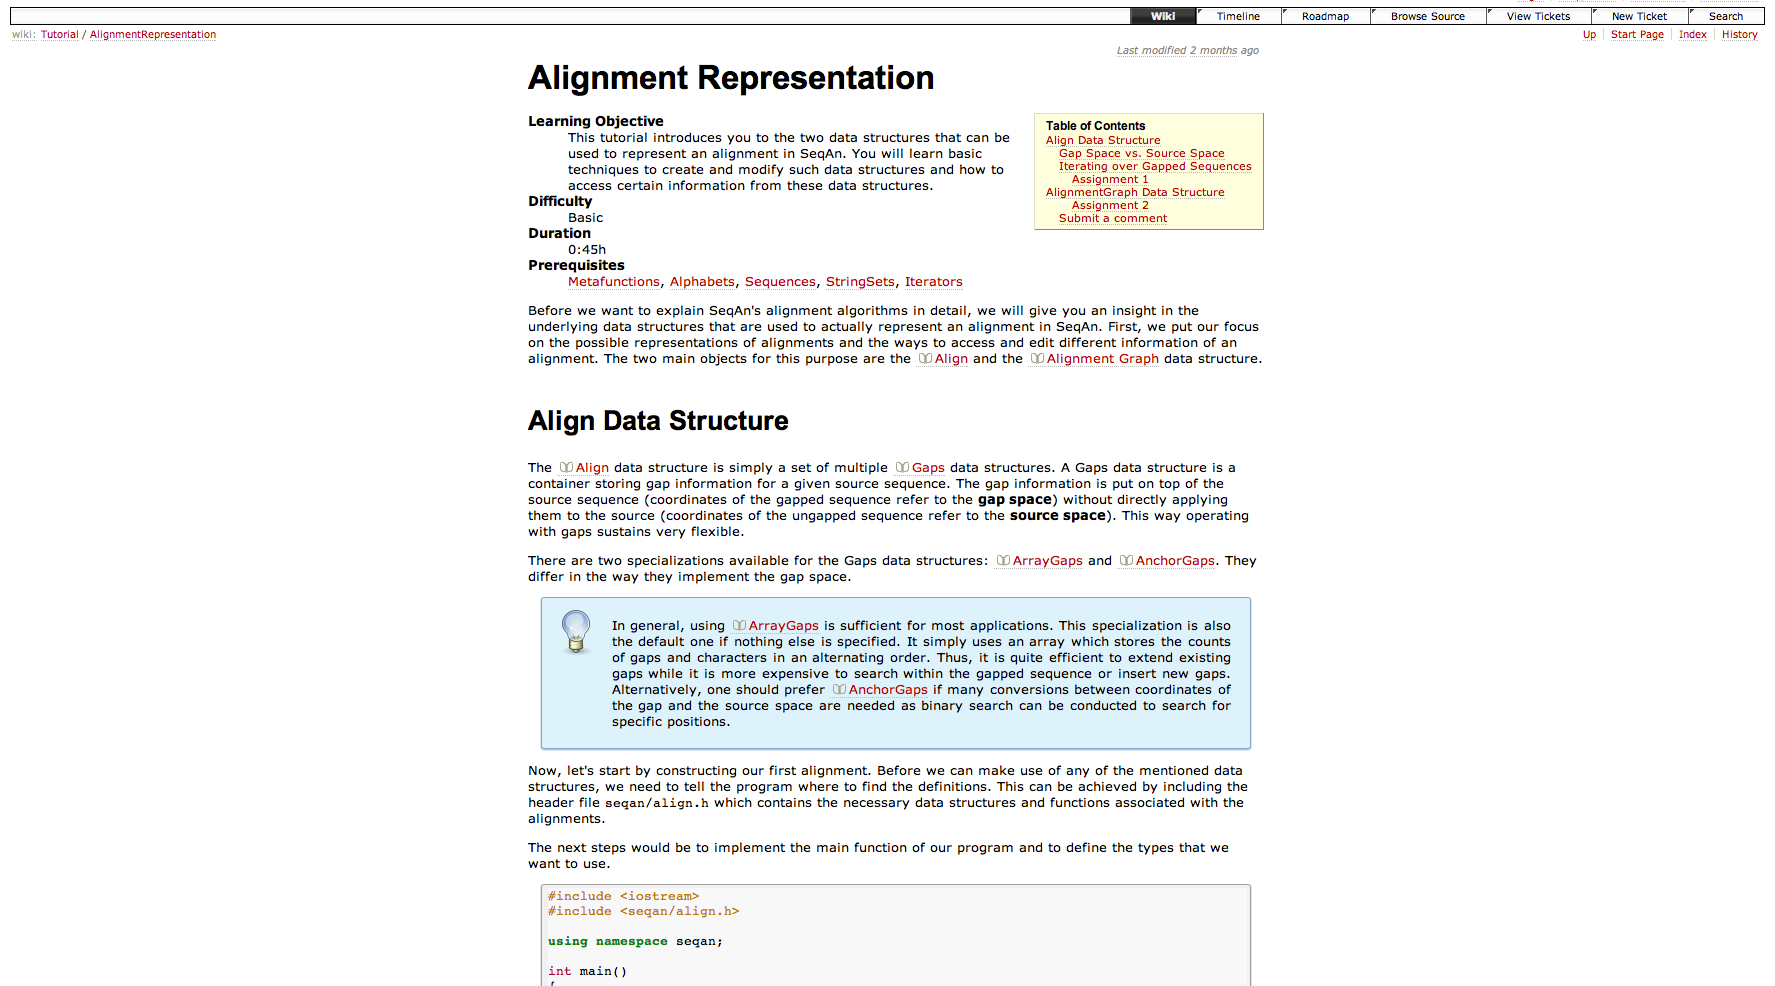 Wiki Timeline Roadmap Browse Source View Tickets New Ticket Search
wiki: Tutorial / AlignmentRepresentation
Up Start Page Index History
Last modified 2 months ago
Alignment Representation
Learning Objective
This tutorial introduces you to the two data structures that can be
used to represent an alignment in SeqAn. You will learn basic
techniques to create and modify such data structures and how to
access certain information from these data structures.
Difficulty
Basic
Duration
0:45h
Prerequisites
Metafunctions, Alphabets, Sequences, StringSets, Iterators
Table of Contents
Align Data Structure
Gap Space vs. Source Space
Iterating over Gapped Sequences
Assignment 1
AlignmentGraph Data Structure
Assignment 2
Submit a comment
Before we want to explain SeqAn's alignment algorithms in detail, we will give you an insight in the
underlying data structures that are used to actually represent an alignment in SeqAn. First, we put our focus
on the possible representations of alignments and the ways to access and edit different information of an
alignment. The two main objects for this purpose are the Align and the Alignment Graph data structure.
Align Data Structure
The Align data structure is simply a set of multiple Gaps data structures. A Gaps data structure is a
container storing gap information for a given source sequence. The gap information is put on top of the
source sequence (coordinates of the gapped sequence refer to the gap space) without directly applying
them to the source (coordinates of the ungapped sequence refer to the source space). This way operating
with gaps sustains very flexible.
There are two specializations available for the Gaps data structures: ArrayGaps and AnchorGaps. They
differ in the way they implement the gap space.
In general, using ArrayGaps is sufficient for most applications. This specialization is also
the default one if nothing else is specified. It simply uses an array which stores the counts
of gaps and characters in an alternating order. Thus, it is quite efficient to extend existing
gaps while it is more expensive to search within the gapped sequence or insert new gaps.
Alternatively, one should prefer AnchorGaps if many conversions between coordinates of
the gap and the source space are needed as binary search can be conducted to search for
specific positions.
Now, let's start by constructing our first alignment. Before we can make use of any of the mentioned data
structures, we need to tell the program where to find the definitions. This can be achieved by including the
header file seqan/align.h which contains the necessary data structures and functions associated with the
alignments.
The next steps would be to implement the main function of our program and to define the types that we
want to use.
#include <iostream>
#include <seqan/align.h>
using namespace seqan;
int main()